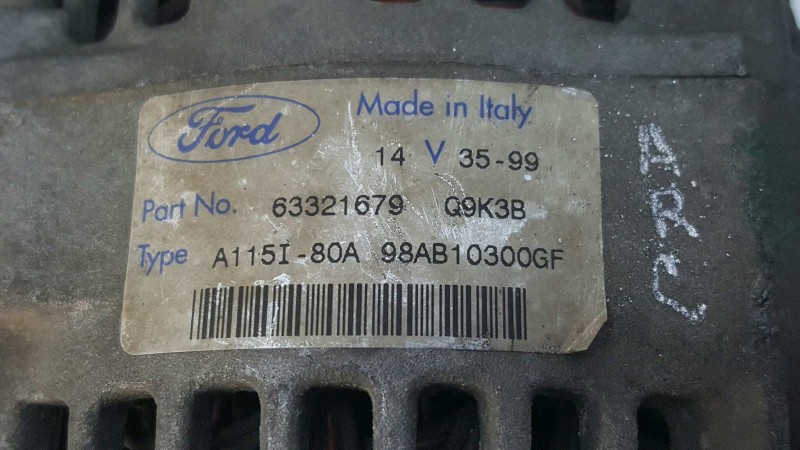 Ford Made in Italy.
14 V 35-99
Part No. 63321679 Q9K3B
Type A115I-80A 98AB10300GF
ARC